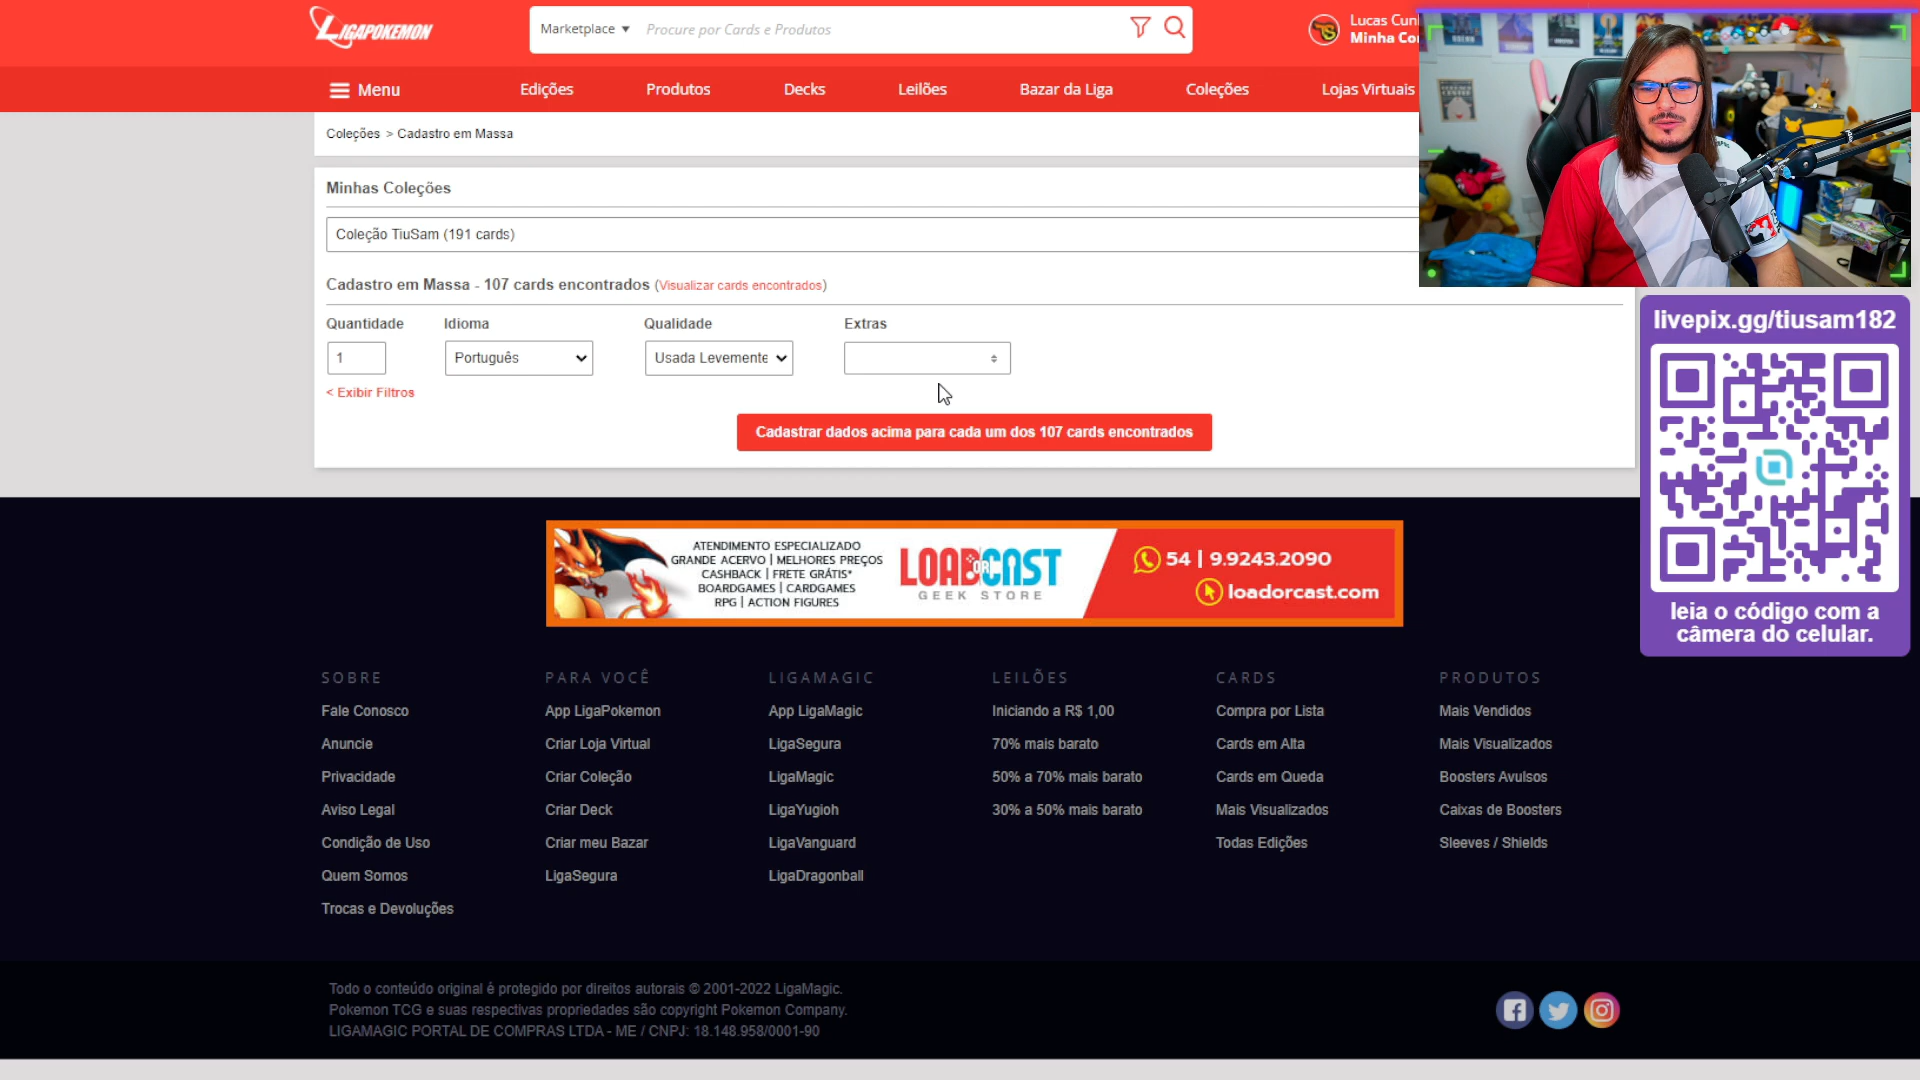 LIGAPOKEMON
Marketplace
Procure por Cards e Produtos
Lucas Cunh
Minha Co
Menu
Edições
Produtos
Decks
Leilões
Bazar da Liga
Coleções
Lojas Virtuais
Coleções > Cadastro em Massa
Minhas Coleções
Coleção TiuSam (191 cards)
Cadastro em Massa - 107 cards encontrados (Visualizar cards encontrados)
Quantidade
Idioma
Qualidade
Extras
1
Português
Usada Levemente
< Exibir Filtros
Cadastrar dados acima para cada um dos 107 cards encontrados
livepix.gg/tiusam182
leia o código com a
câmera do celular.
ATENDIMENTO ESPECIALIZADO
GRANDE ACERVO | MELHORES PREÇOS
CASHBACK | FRETE GRÁTIS*
BOARDGAMES | CARDGAMES
RPG | ACTION FIGURES
LOAD OR CAST
GEEK STORE
54 | 9.9243.2090
loadorcast.com
SOBRE
Fale Conosco
Anuncie
Privacidade
Aviso Legal
Condição de Uso
Quem Somos
Trocas e Devoluções
PARA VOCÊ
App LigaPokemon
Criar Loja Virtual
Criar Coleção
Criar Deck
Criar meu Bazar
LigaSegura
LIGAMAGIC
App LigaMagic
LigaSegura
LigaMagic
LigaYugioh
LigaVanguard
LigaDragonball
LEILÕES
Iniciando a R$ 1,00
70% mais barato
50% a 70% mais barato
30% a 50% mais barato
CARDS
Compra por Lista
Cards em Alta
Cards em Queda
Mais Visualizados
Todas Edições
PRODUTOS
Mais Vendidos
Mais Visualizados
Boosters Avulsos
Caixas de Boosters
Sleeves / Shields
Todo o conteúdo original é protegido por direitos autorais © 2001-2022 LigaMagic.
Pokemon TCG e suas respectivas propriedades são copyright Pokemon Company.
LIGAMAGIC PORTAL DE COMPRAS LTDA - ME / CNPJ: 18.148.958/0001-90